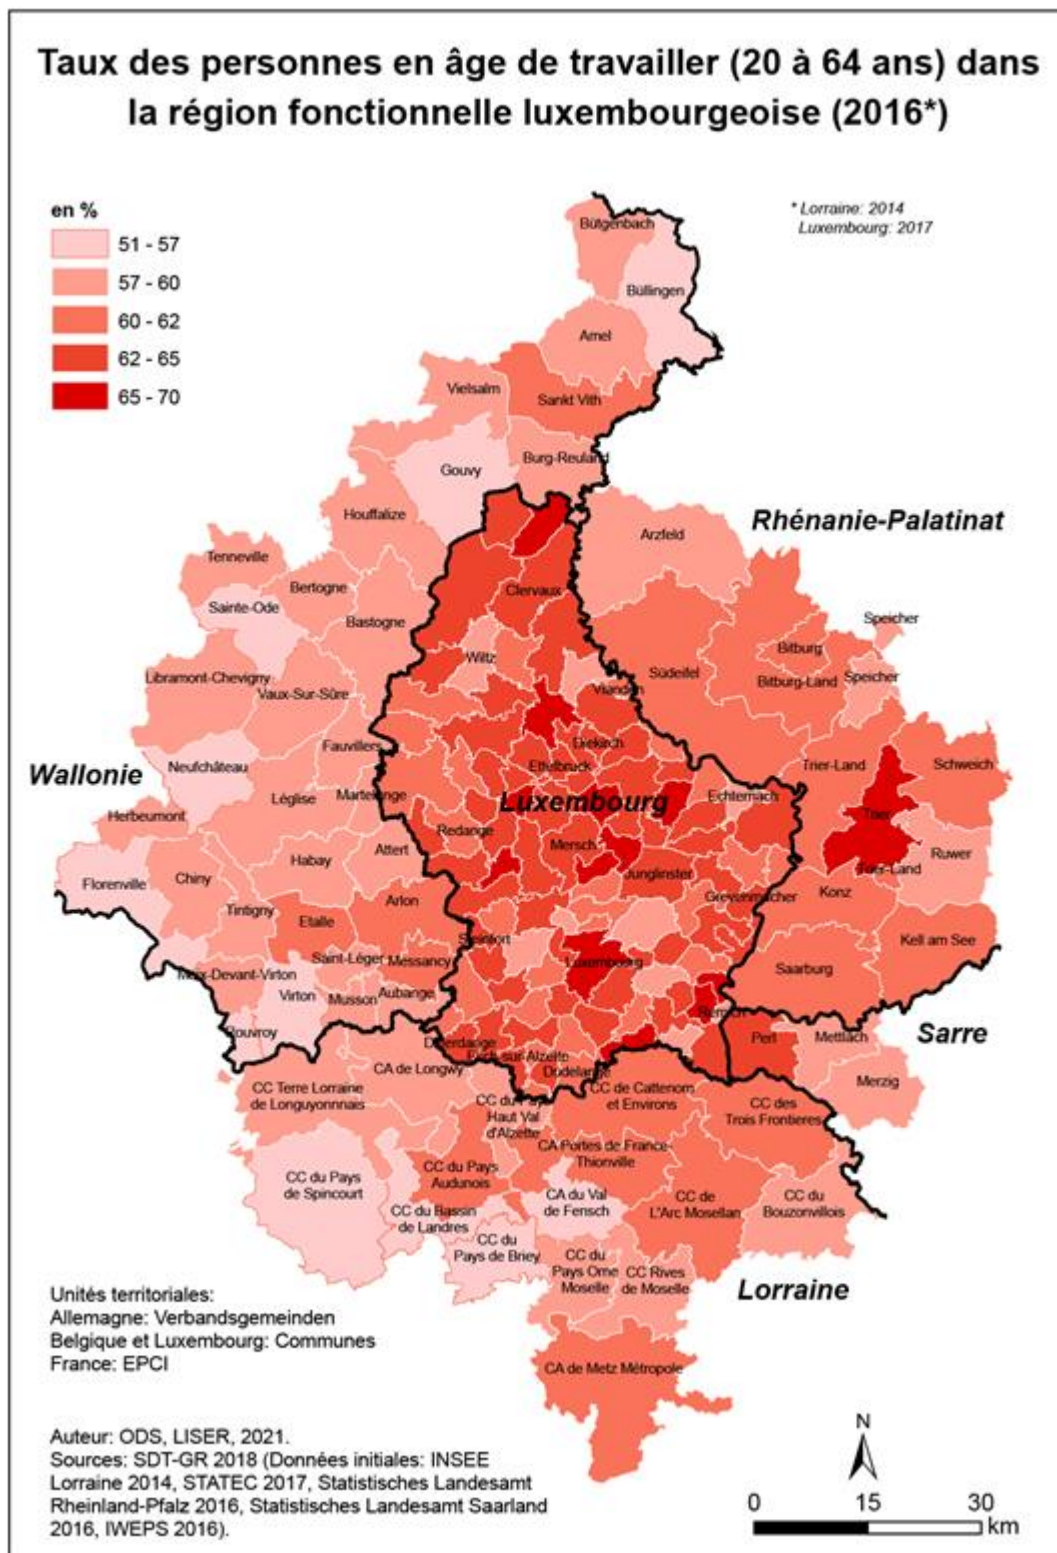 Taux des personnes en âge de travailler (20 à 64 ans) dans
la région fonctionnelle luxembourgeoise (2016*)
en %
51 - 57
57 - 60
60 - 62
62 - 65
65 - 70
* Lorraine: 2014
Luxembourg: 2017
Bütgenbach
Büllingen
Amel
Vielsalm
Sankt Vith
Gouvy
Burg-Reuland
Houffalize
Rhénanie-Palatinat
Arzfeld
Tenneville
Bertogne
Clervaux
Sainte-Ode
Bastogne
Speicher
Bitburg
Wiltz
Libramont-Chevigny
Vaux-Sur-Sûre
Vianden
Südeifel
Bitburg-Land
Speicher
Fauvillers
Diekirch
Wallonie
Neufchâteau
Ettelbruck
Trier-Land
Schweich
Léglise
Martelange
Luxembourg
Echternach
Herbeumont
Redange
Mersch
Trier
Habay
Attert
Ruwer
Florenville
Chiny
Junglinster
Trier-Land
Tintigny
Arlon
Grevenmacher
Konz
Etalle
Steinfort
Kell am See
Saint-Léger
Messancy
Luxembourg
Saarburg
Meix-Devant-Virton
Virton
Musson
Aubange
Remich
Rouvroy
Differdange
Perl
Mettlach
Sarre
Esch-sur-Alzette
Dudelange
CA de Longwy
Merzig
CC Terre Lorraine
de Longuyonnnais
CC du Pays
Haut Val
d'Alzette
CC de Cattenom
et Environs
CC des
Trois Frontieres
CA Portes de France-
Thionville
CC du Pays
de Spincourt
CC du Pays
Audunois
CA du Val
de Fensch
CC de
L'Arc Mosellan
CC du
Bouzonvillois
CC du Bassin
de Landres
CC du
Pays de Briey
CC du
Pays Orne
Moselle
CC Rives
de Moselle
Lorraine
CA de Metz Métropole
Unités territoriales:
Allemagne: Verbandsgemeinden
Belgique et Luxembourg: Communes
France: EPCI
Auteur: ODS, LISER, 2021.
Sources: SDT-GR 2018 (Données initiales: INSEE
Lorraine 2014, STATEC 2017, Statistisches Landesamt
Rheinland-Pfalz 2016, Statistisches Landesamt Saarland
2016, IWEPS 2016).
N
0 15 30
km